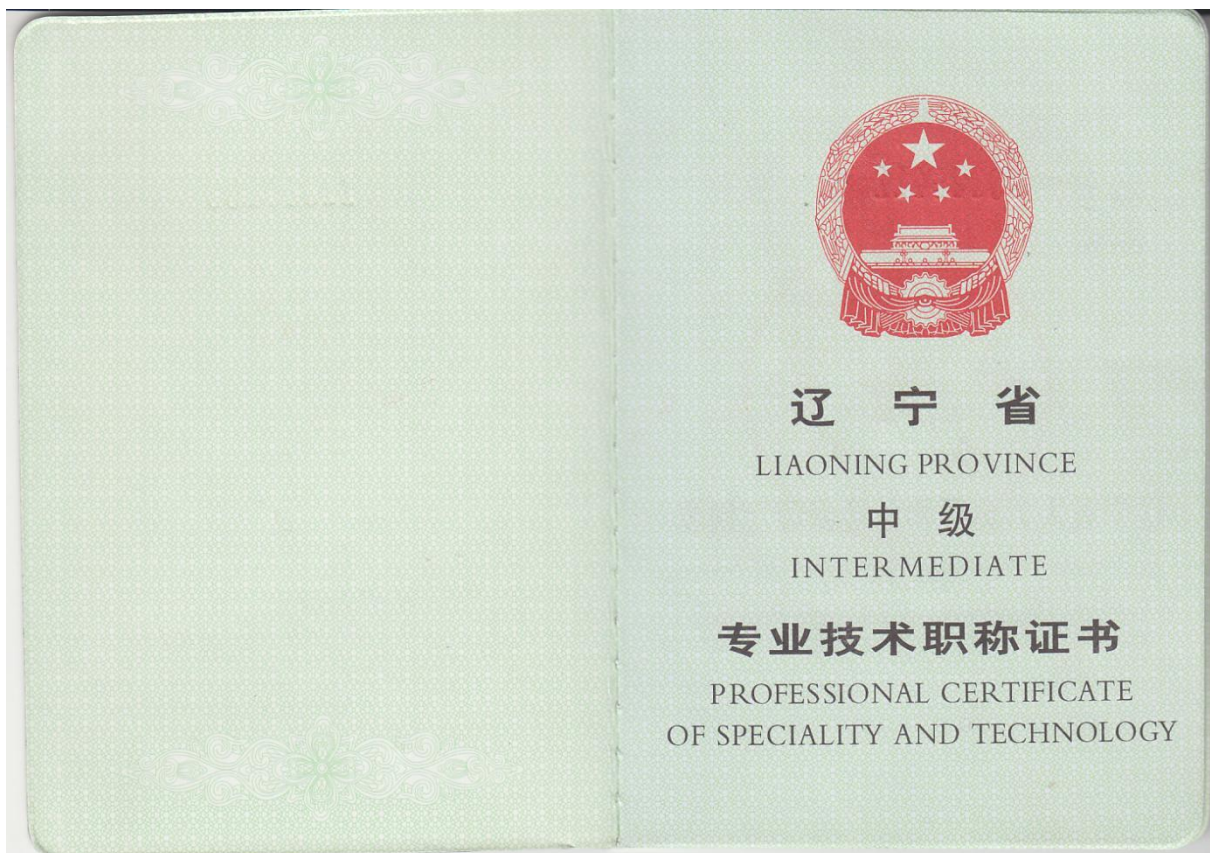 辽宁省
LIAONING PROVINCE
中级
INTERMEDIATE
专业技术职称证书
PROFESSIONAL CERTIFICATE
OF SPECIALITY AND TECHNOLOGY